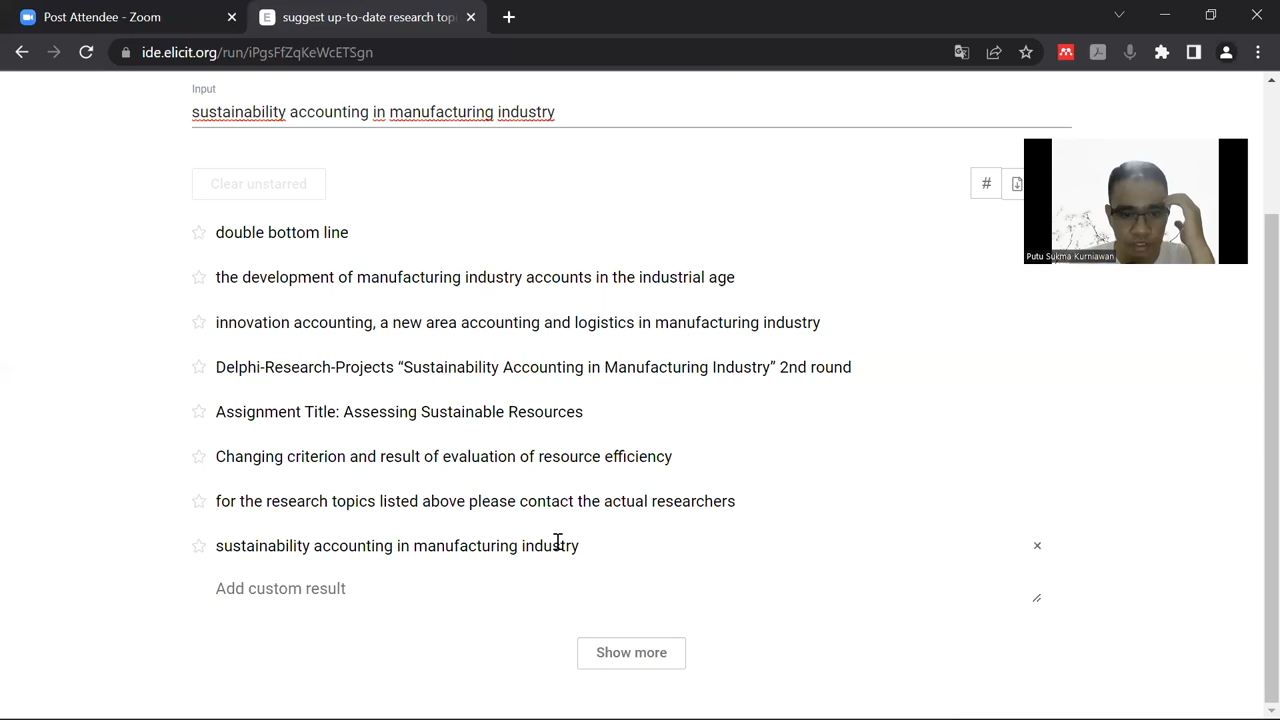 Post Attendee - Zoom
suggest up-to-date research topi
ide.elicit.org/run/iPgsFfZqKeWcETSgn
Input
sustainability accounting in manufacturing industry
Clear unstarred
#
double bottom line
the development of manufacturing industry accounts in the industrial age
innovation accounting, a new area accounting and logistics in manufacturing industry
Delphi-Research-Projects “Sustainability Accounting in Manufacturing Industry” 2nd round
Assignment Title: Assessing Sustainable Resources
Changing criterion and result of evaluation of resource efficiency
for the research topics listed above please contact the actual researchers
sustainability accounting in manufacturing industry
Add custom result
Show more
Putu Sukma Kurniawan